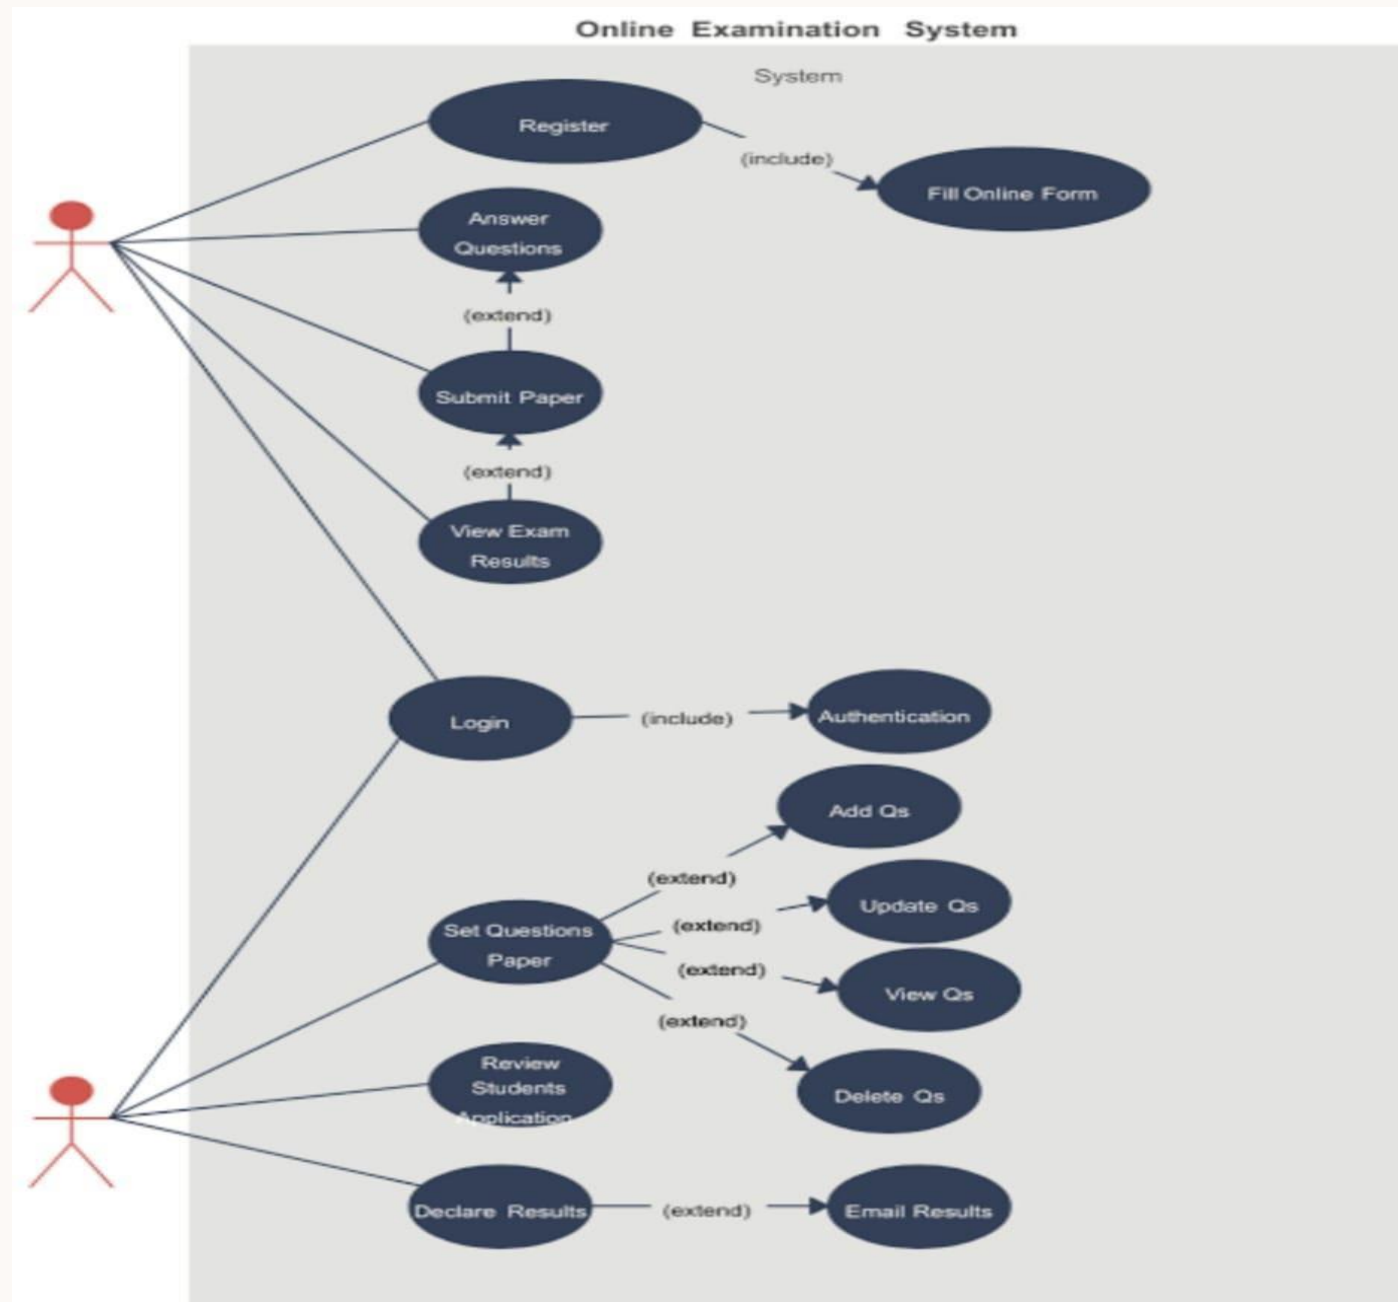 Online Examination System
System
Register
(include)
Fill Online Form
Answer
Questions
(extend)
Submit Paper
(extend)
View Exam
Results
Login
(include)
Authentication
Add Qs
(extend)
Update Qs
(extend)
Set Questions
Paper
(extend)
View Qs
(extend)
Delete Qs
Review
Students
Application
Declare Results
(extend)
Email Results